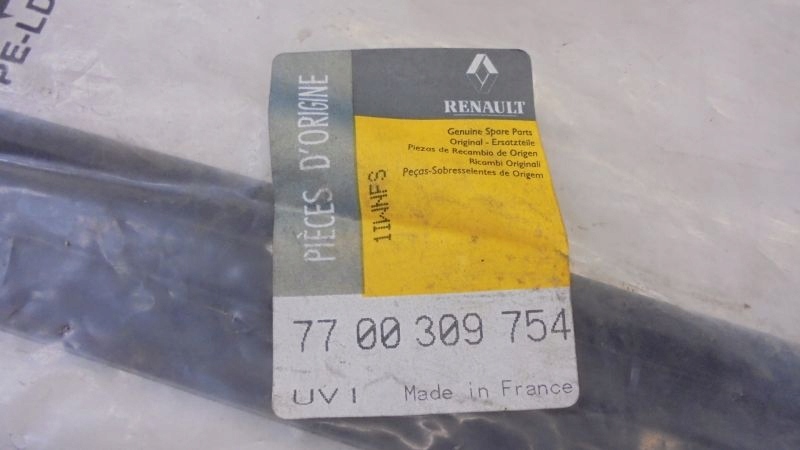 PE-LD
PIÈCES D'ORIGINE
RENAULT
Genuine Spare Parts
Original - Ersatzteile
Piezas de Recambio de Origen
Ricambi Originali
Peças-Sobresselentes de Origem
77 00 309 754
UV1 Made in France